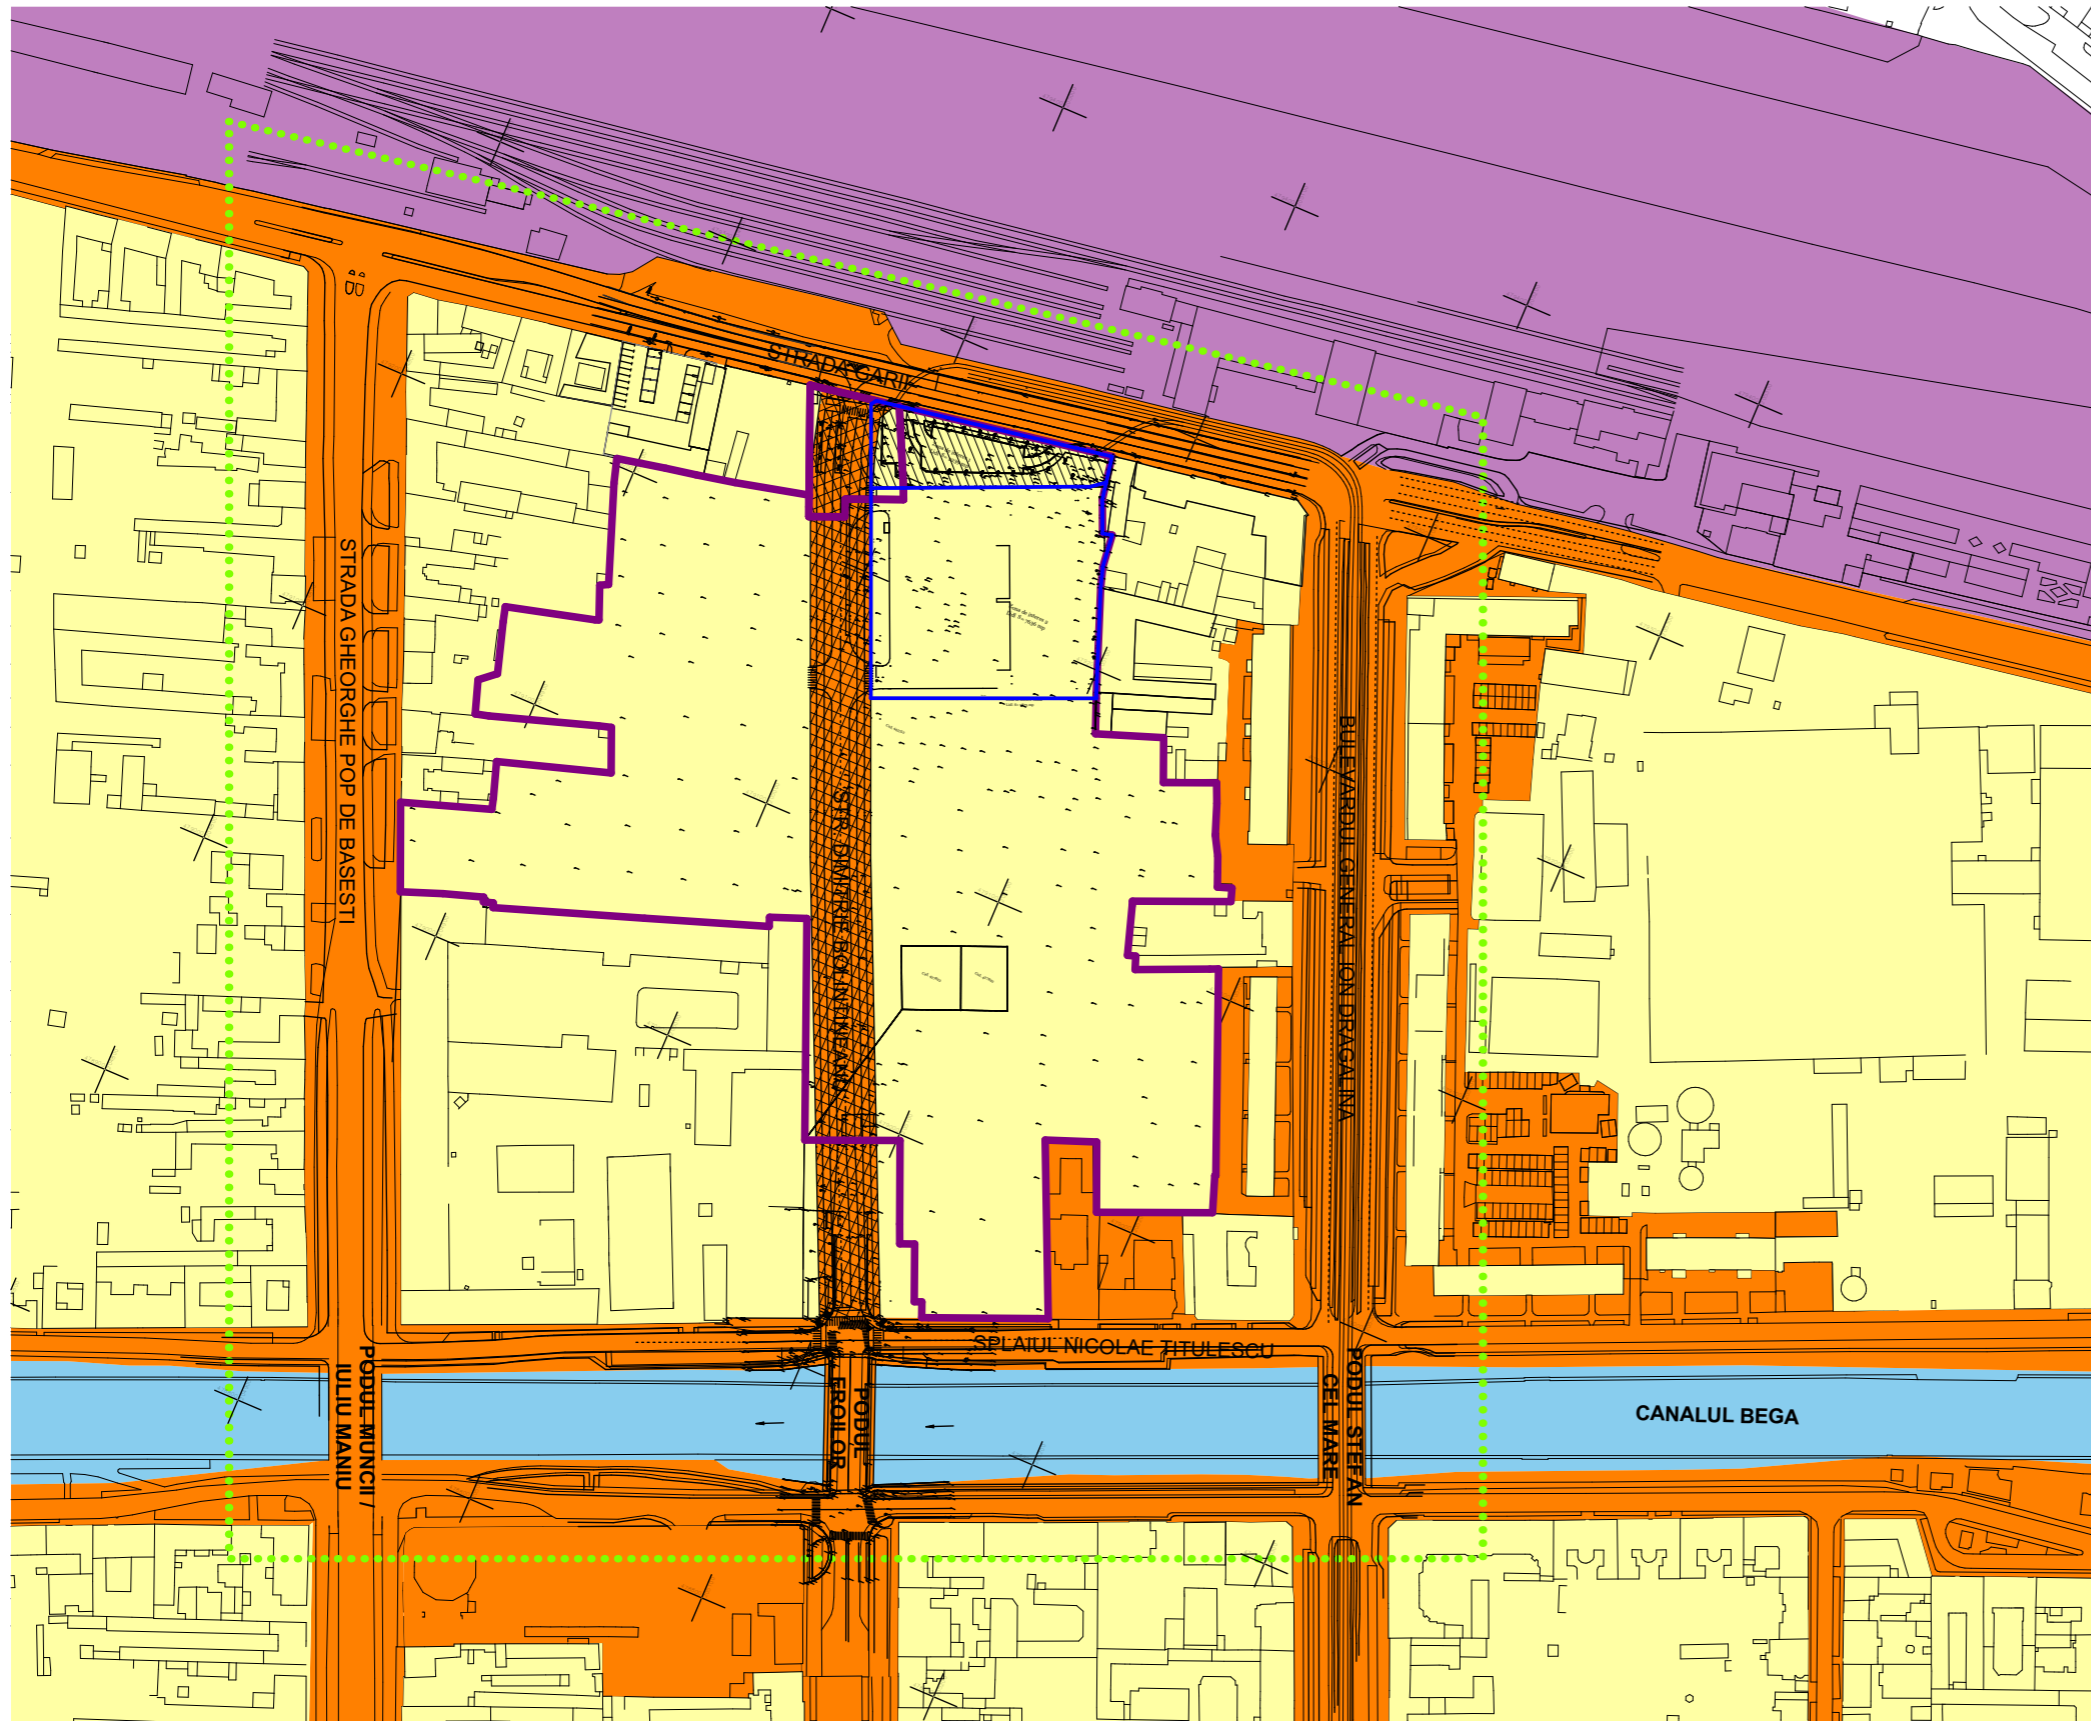 STRADA GARII
STRADA GHEORGHE POP DE BASESTI
STR. DIMITRIE BOLINTINEANU
BULEVARDUL GENERAL ION DRAGALINA
SPLAIUL NICOLAE TITULESCU
PODUL MUNCII /
IULIU MANIU
PODUL
EROILOR
PODUL STEFAN
CEL MARE
CANALUL BEGA